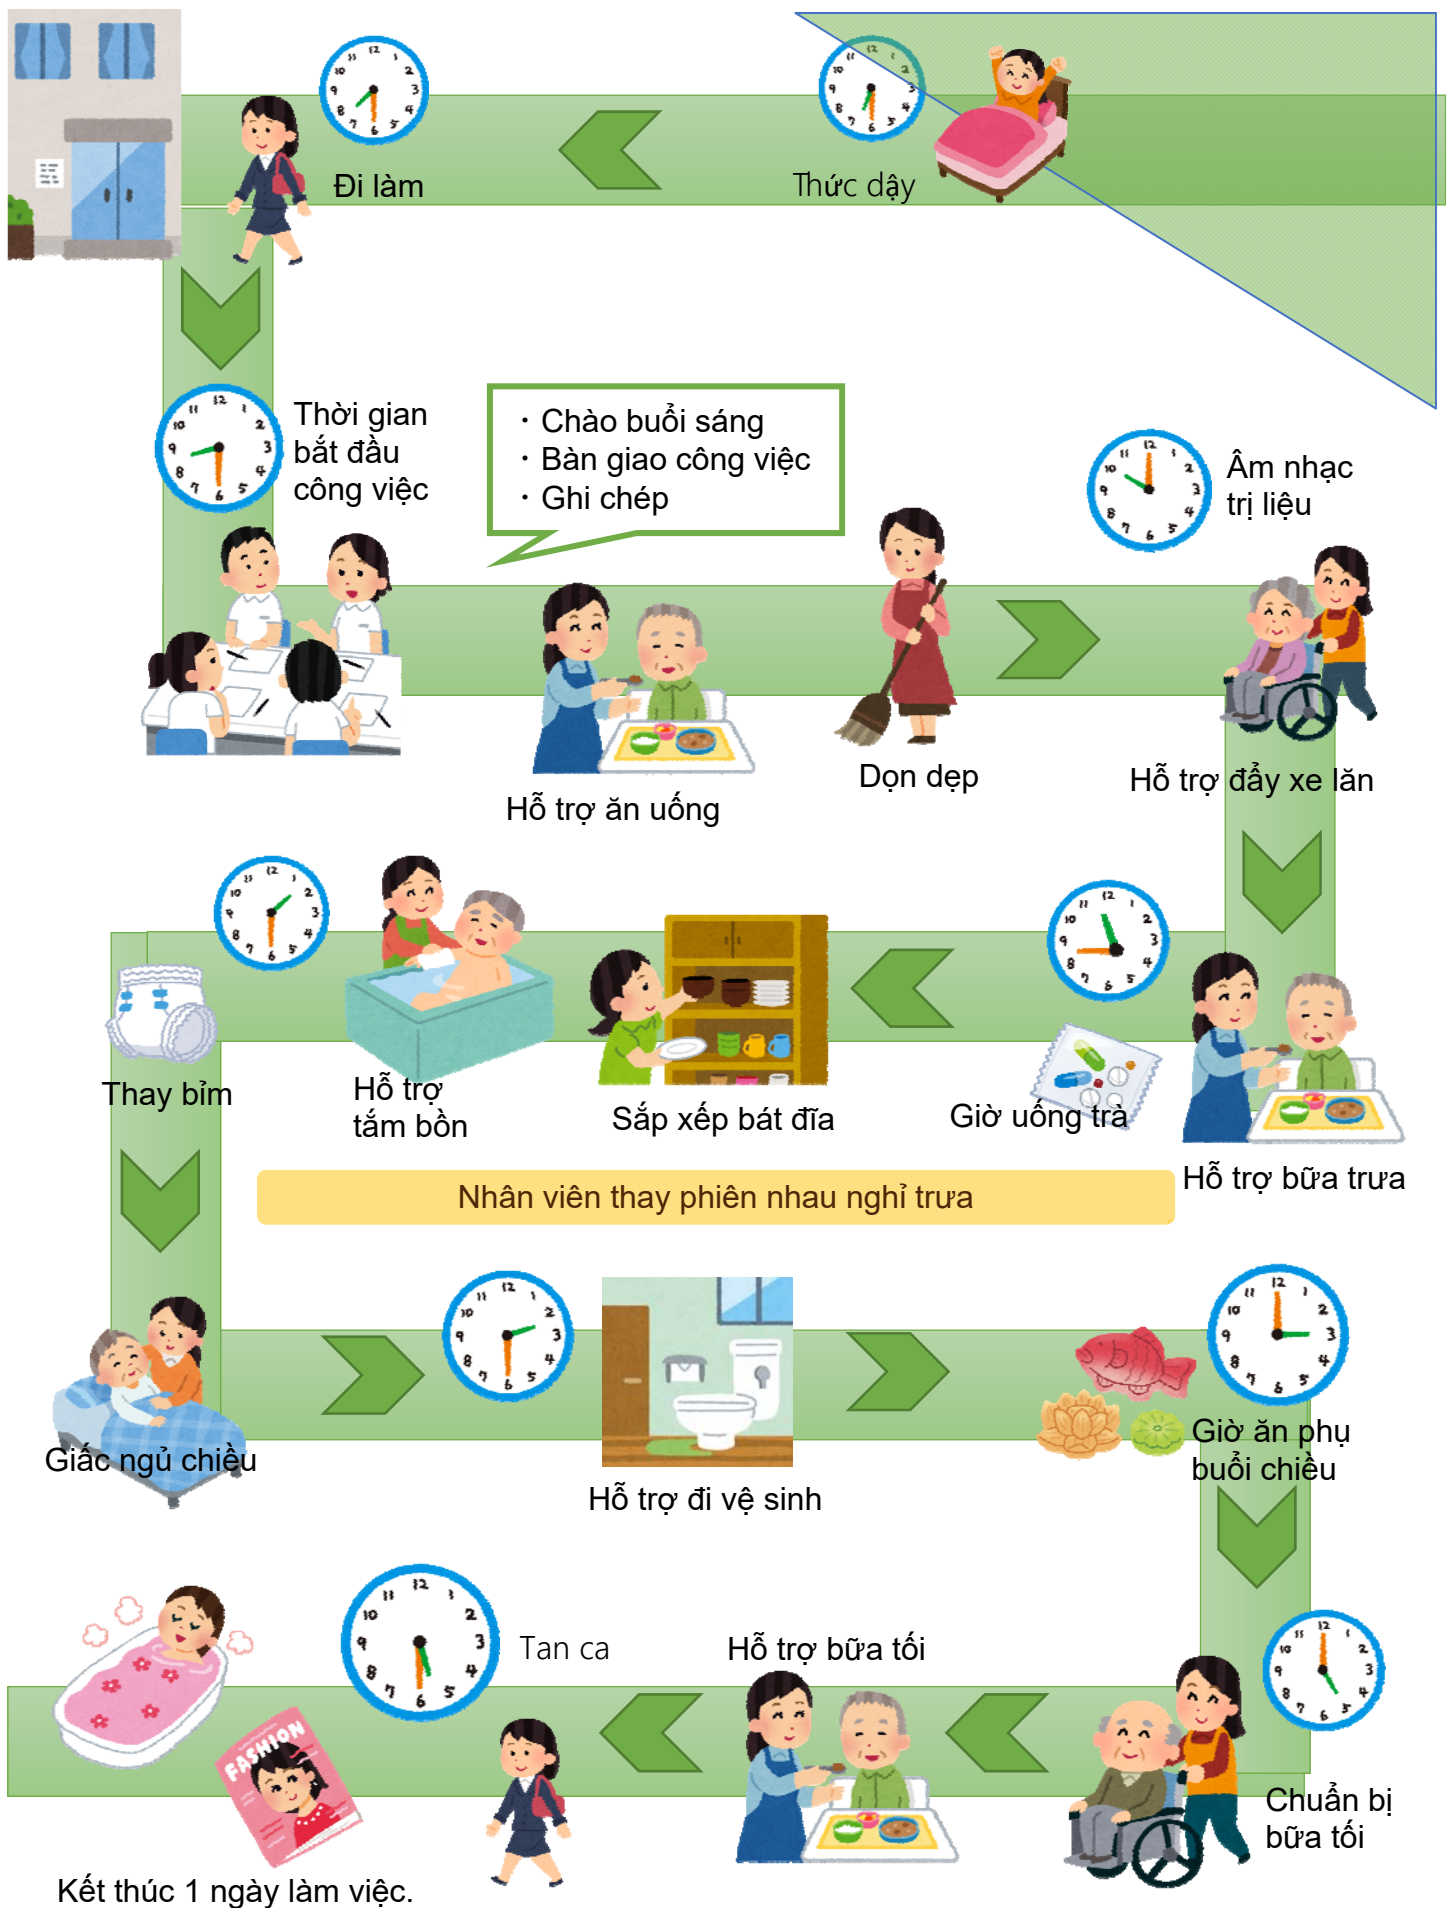 Thức dậy
Đi làm
Thời gian
bắt đầu
công việc
・Chào buổi sáng
・Bàn giao công việc
・Ghi chép
Hỗ trợ ăn uống
Dọn dẹp
Âm nhạc
trị liệu
Hỗ trợ đẩy xe lăn
Hỗ trợ bữa trưa
Giờ uống trà
Sắp xếp bát đĩa
Hỗ trợ
tắm bồn
Thay bỉm
Nhân viên thay phiên nhau nghỉ trưa
Giấc ngủ chiều
Hỗ trợ đi vệ sinh
Giờ ăn phụ
buổi chiều
Chuẩn bị
bữa tối
Hỗ trợ bữa tối
Tan ca
FASHION
Kết thúc 1 ngày làm việc.